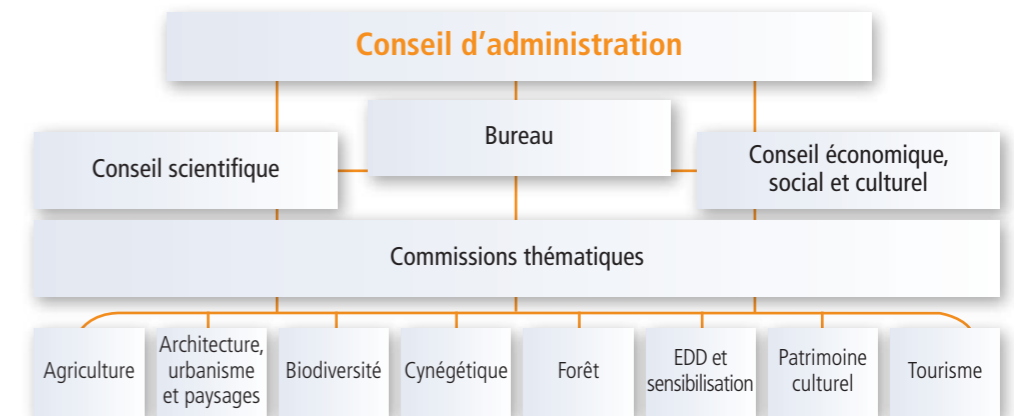 Conseil d'administration
Bureau
Conseil scientifique
Conseil économique,
social et culturel
Commissions thématiques
Agriculture
Architecture,
urbanisme
et paysages
Biodiversité
Cynégétique
Forêt
EDD et
sensibilisation
Patrimoine
culturel
Tourisme